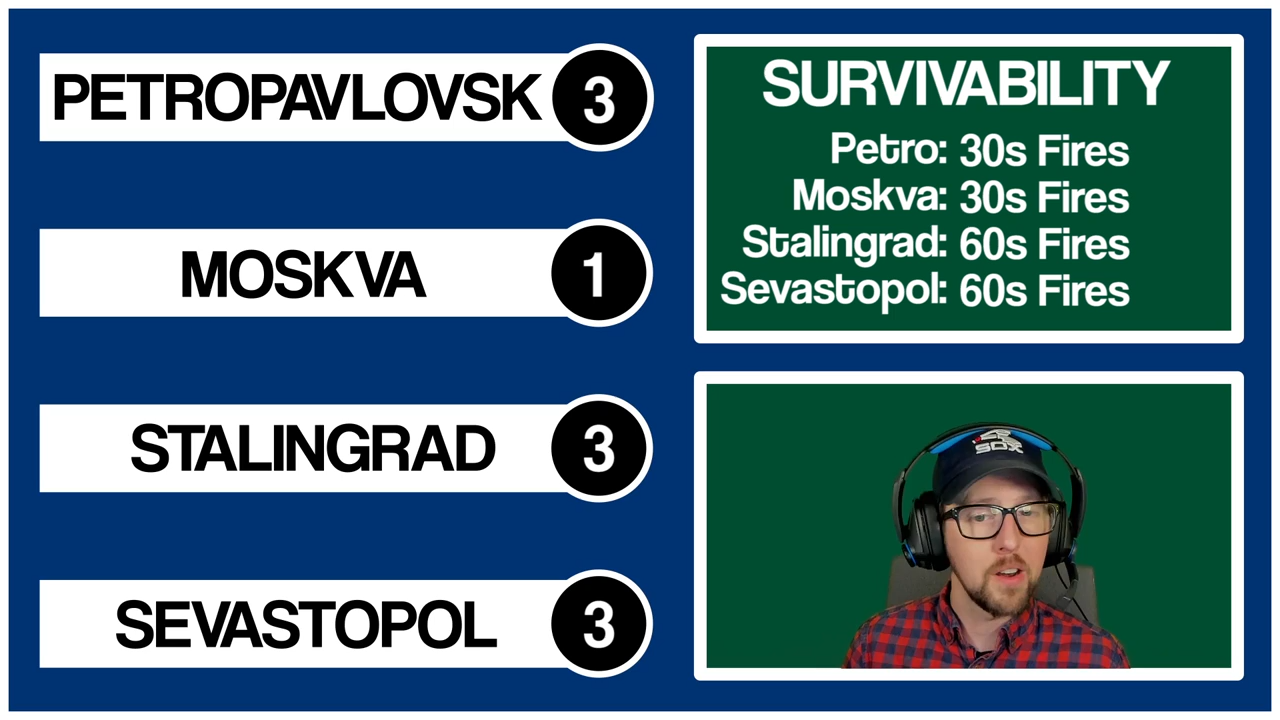 PETROPAVLOVSK 3
MOSKVA 1
STALINGRAD 3
SEVASTOPOL 3
SURVIVABILITY
Petro: 30s Fires
Moskva: 30s Fires
Stalingrad: 60s Fires
Sevastopol: 60s Fires
SOX